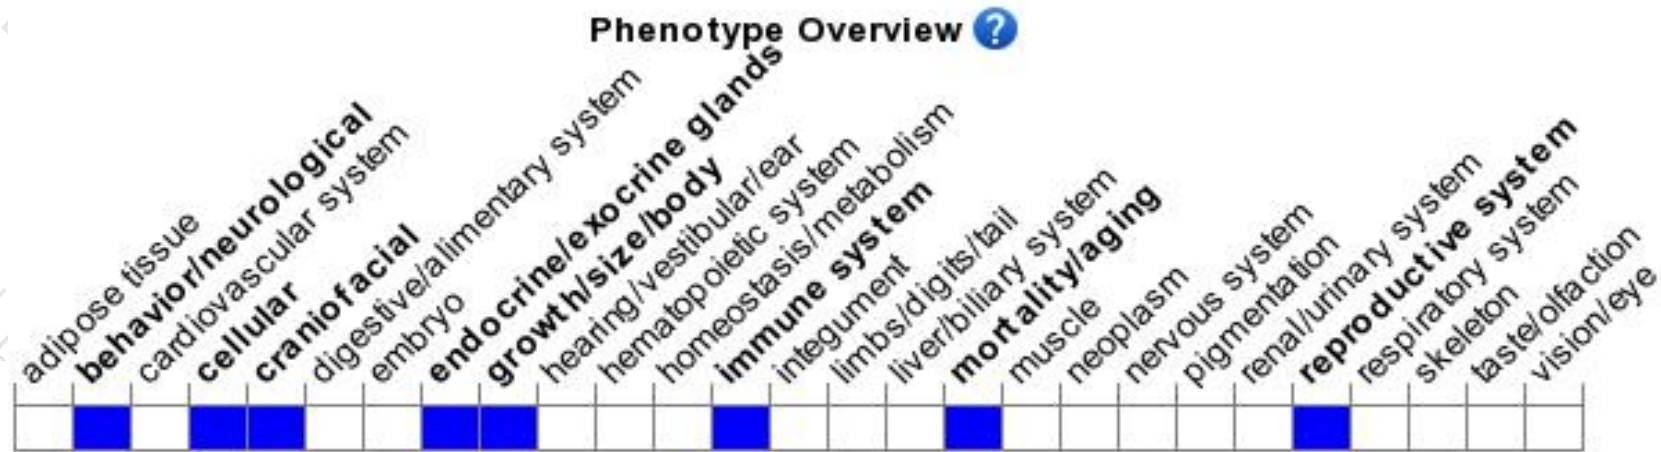 Phenotype Overview ?
adipose tissue
behavior/neurological
cardiovascular system
cellular
craniofacial
digestive/alimentary system
embryo
endocrine/exocrine glands
growth/size/body
hearing/vestibular/ear
hematopoietic system
homeostasis/metabolism
immune system
integument
limbs/digits/tail
liver/biliary system
mortality/aging
muscle
neoplasm
nervous system
pigmentation
renal/urinary system
reproductive system
respiratory system
skeleton
taste/olfaction
vision/eye